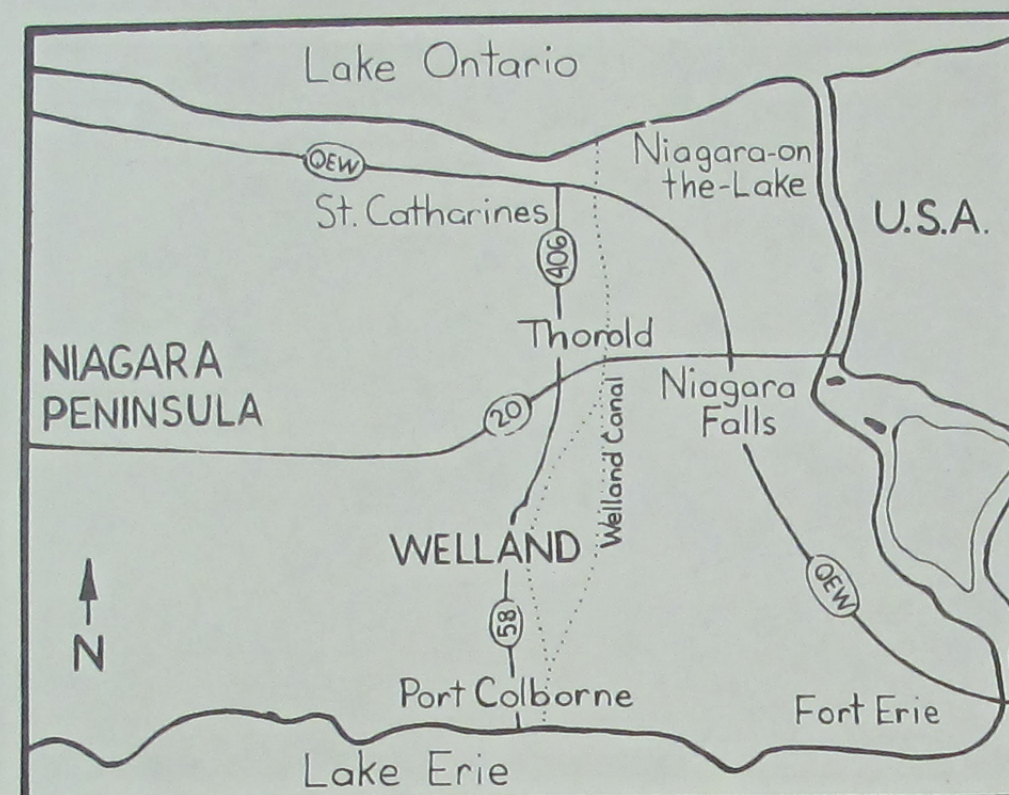 Lake Ontario
Niagara-on
the-Lake
QEW
St. Catharines
U.S.A.
406
Thorold
NIAGARA
PENINSULA
Niagara
Falls
20
Welland Canal
WELLAND
QEW
58
N
Port Colborne
Fort Erie
Lake Erie